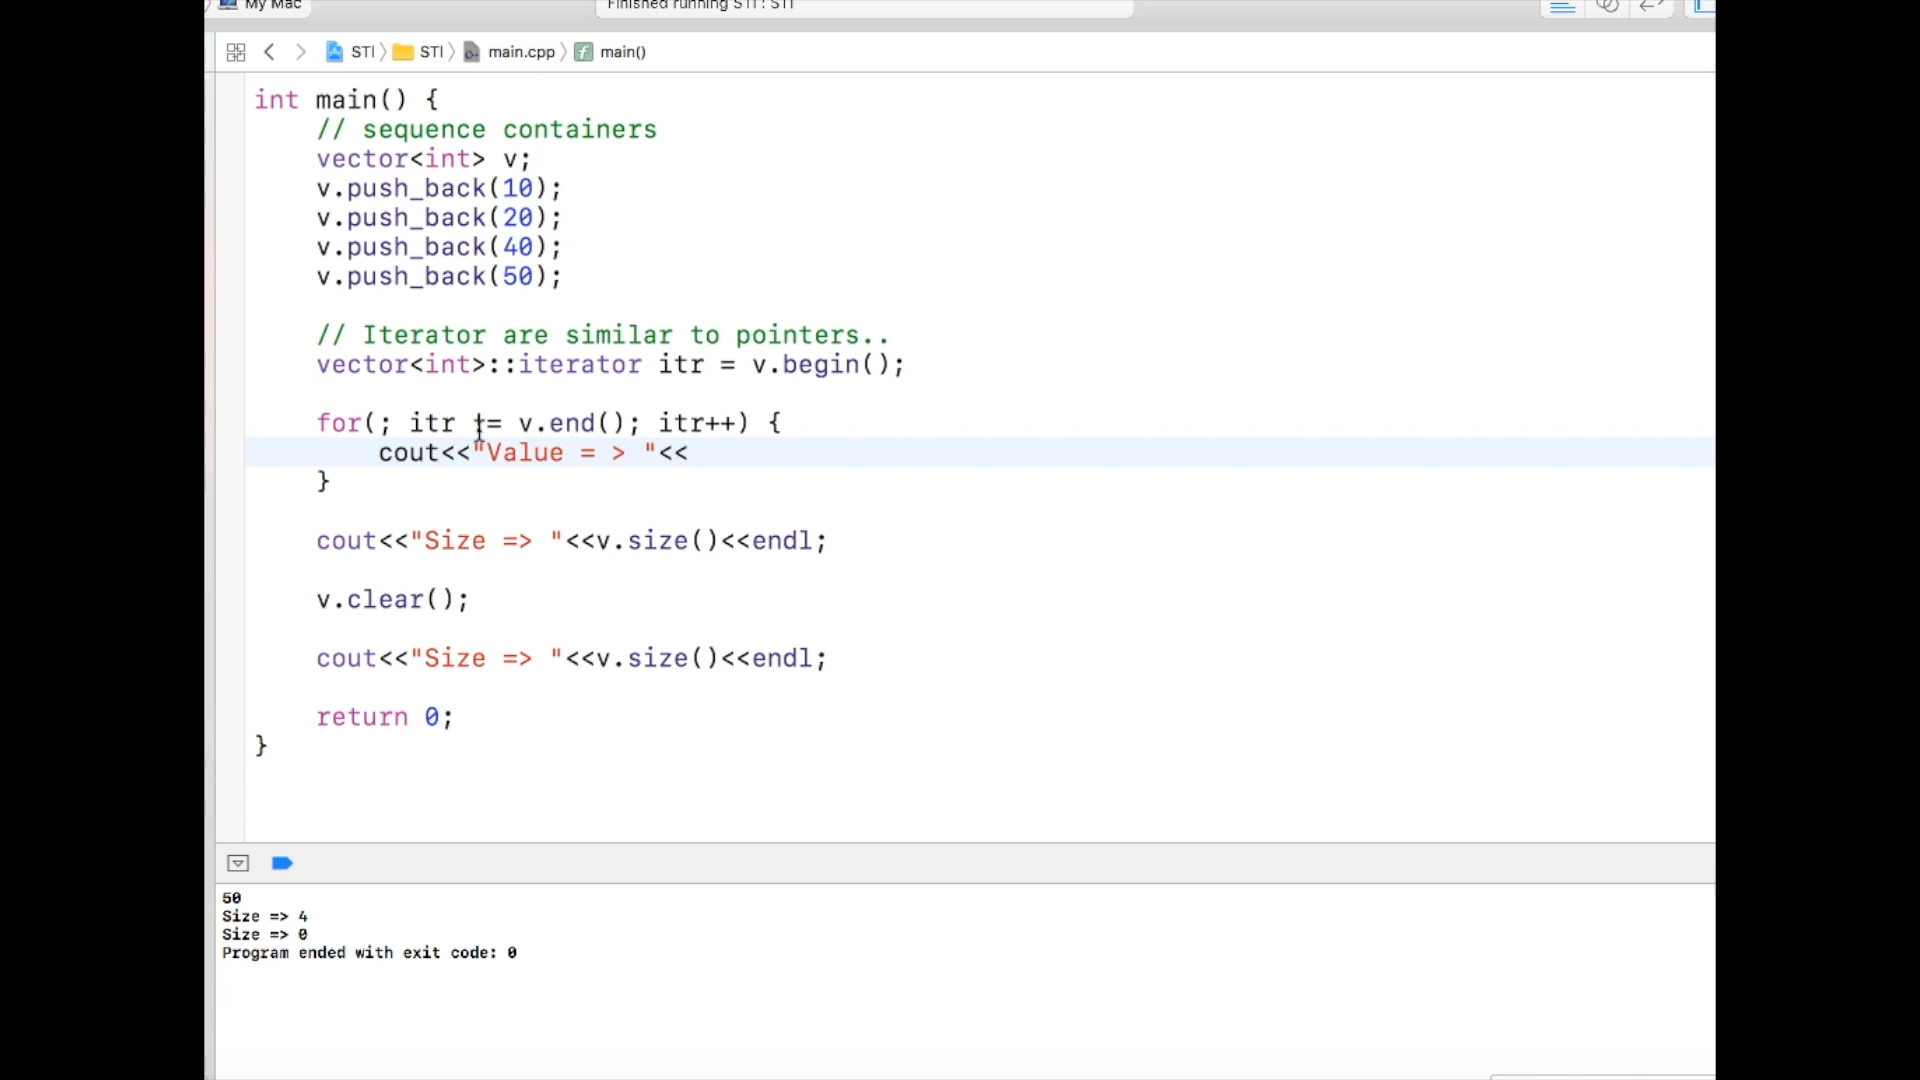 My Mac
Finished running STI : STI
STI 〉 STI 〉 main.cpp 〉 main()
int main() {
// sequence containers
vector<int> v;
v.push_back(10);
v.push_back(20);
v.push_back(40);
v.push_back(50);
// Iterator are similar to pointers..
vector<int>::iterator itr = v.begin();
for(; itr != v.end(); itr++) {
cout<<"Value = > "<<
}
cout<<"Size => "<<v.size()<<endl;
v.clear();
cout<<"Size => "<<v.size()<<endl;
return 0;
}
50
Size => 4
Size => 0
Program ended with exit code: 0